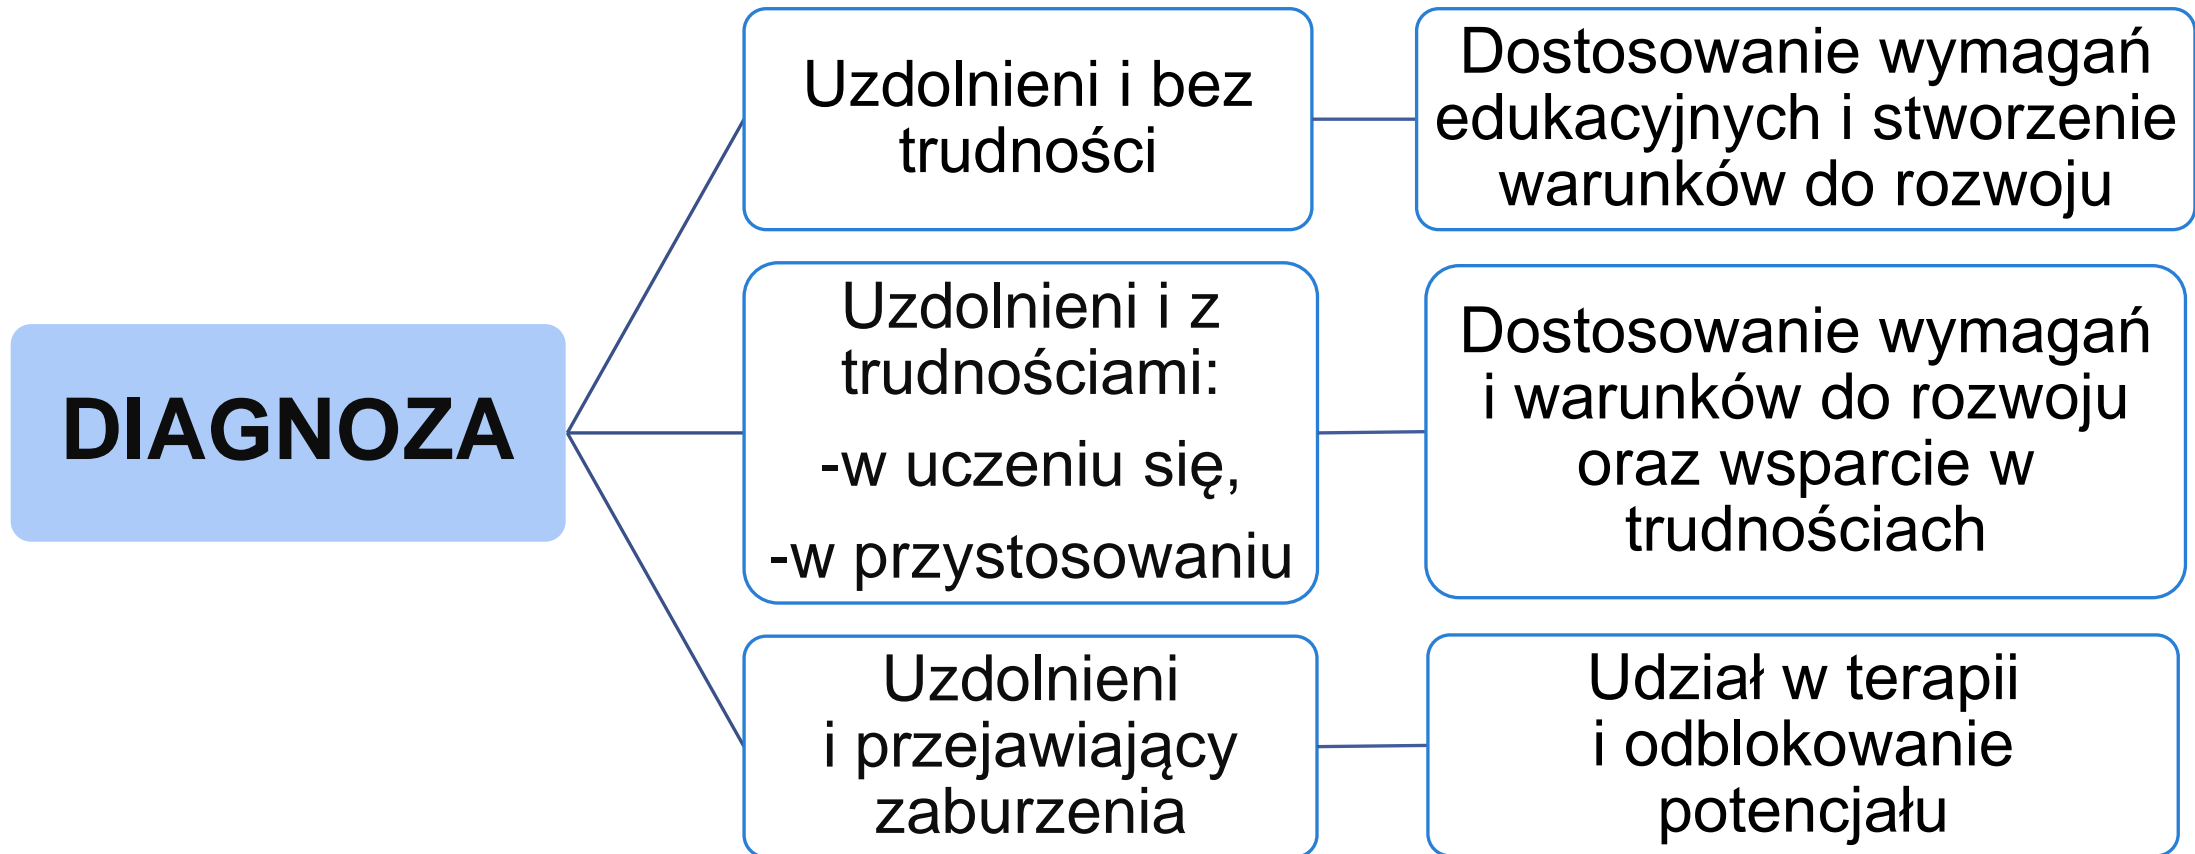 DIAGNOZA
Uzdolnieni i bez
trudności
Dostosowanie wymagań
edukacyjnych i stworzenie
warunków do rozwoju
Uzdolnieni i z
trudnościami:
-w uczeniu się,
-w przystosowaniu
Dostosowanie wymagań
i warunków do rozwoju
oraz wsparcie w
trudnościach
Uzdolnieni
i przejawiający
zaburzenia
Udział w terapii
i odblokowanie
potencjału